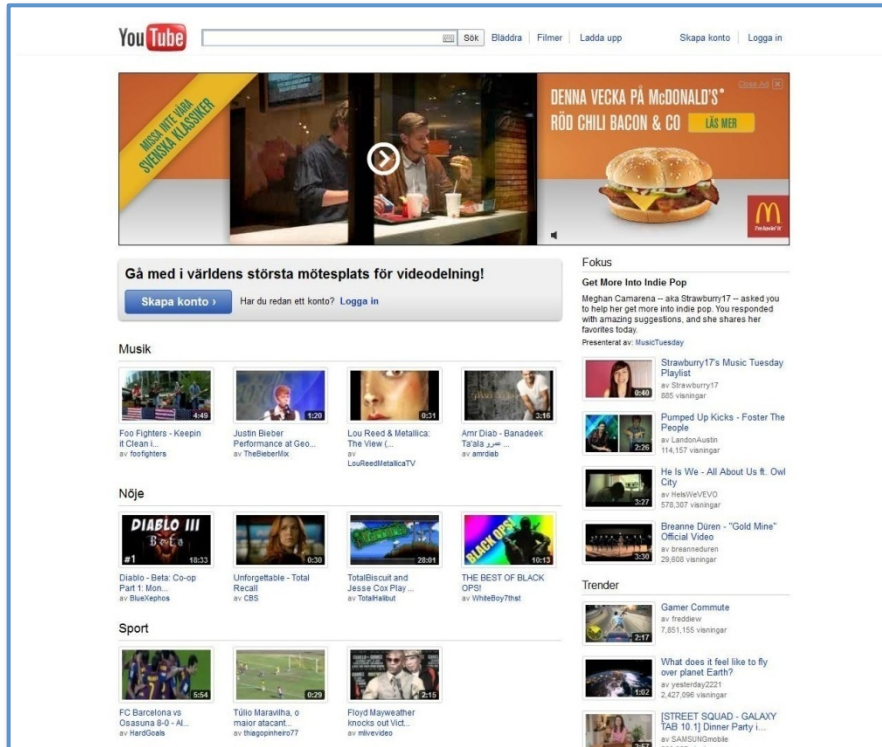 YouTube
Sök
Bläddra
Filmer
Ladda upp
Skapa konto
Logga in
MISSA INTE VÅRA
SVENSKA KLASSIKER
DENNA VECKA PÅ McDONALD'S®
RÖD CHILI BACON & CO
LÄS MER
Close Ad X
i'm lovin' it
Gå med i världens största mötesplats för videodelning!
Skapa konto ›
Har du redan ett konto? Logga in
Musik
4:49
Foo Fighters - Keepin
it Clean i...
av foofighters
1:20
Justin Bieber
Performance at Geo...
av TheBieberMix
0:31
Lou Reed & Metallica:
The View (...
av
LouReedMetallicaTV
3:16
Amr Diab - Banadeek
Ta'ala عمرو ...
av amrdiab
Nöje
DIABLO III
Beta
#1
18:33
Diablo - Beta: Co-op
Part 1: Mon...
av BlueXephos
0:30
Unforgettable - Total
Recall
av CBS
28:01
TotalBiscuit and
Jesse Cox Play ...
av TotalHalibut
BLACK OPS!
10:13
THE BEST OF BLACK
OPS!
av WhiteBoy7thst
Sport
5:54
FC Barcelona vs
Osasuna 8-0 - Al...
av HardGoals
0:29
Túlio Maravilha, o
maior atacant...
av thiagopinheiro77
2:15
Floyd Mayweather
knocks out Vict...
av mlivevideo
Fokus
Get More Into Indie Pop
Meghan Camarena -- aka Strawburry17 -- asked you
to help her get more into indie pop. You responded
with amazing suggestions, and she shares her
favorites today.
Presenterat av: MusicTuesday
0:40
Strawburry17's Music Tuesday
Playlist
av Strawburry17
885 visningar
2:26
Pumped Up Kicks - Foster The
People
av LandonAustin
114,157 visningar
3:27
He Is We - All About Us ft. Owl
City
av HeIsWeVEVO
578,307 visningar
3:30
Breanne Düren - "Gold Mine"
Official Video
av breanneduren
29,608 visningar
Trender
2:17
Gamer Commute
av freddiew
7,851,155 visningar
1:02
What does it feel like to fly
over planet Earth?
av yesterday2221
2,427,096 visningar
2:57
[STREET SQUAD - GALAXY
TAB 10.1] Dinner Party i...
av SAMSUNGmobile